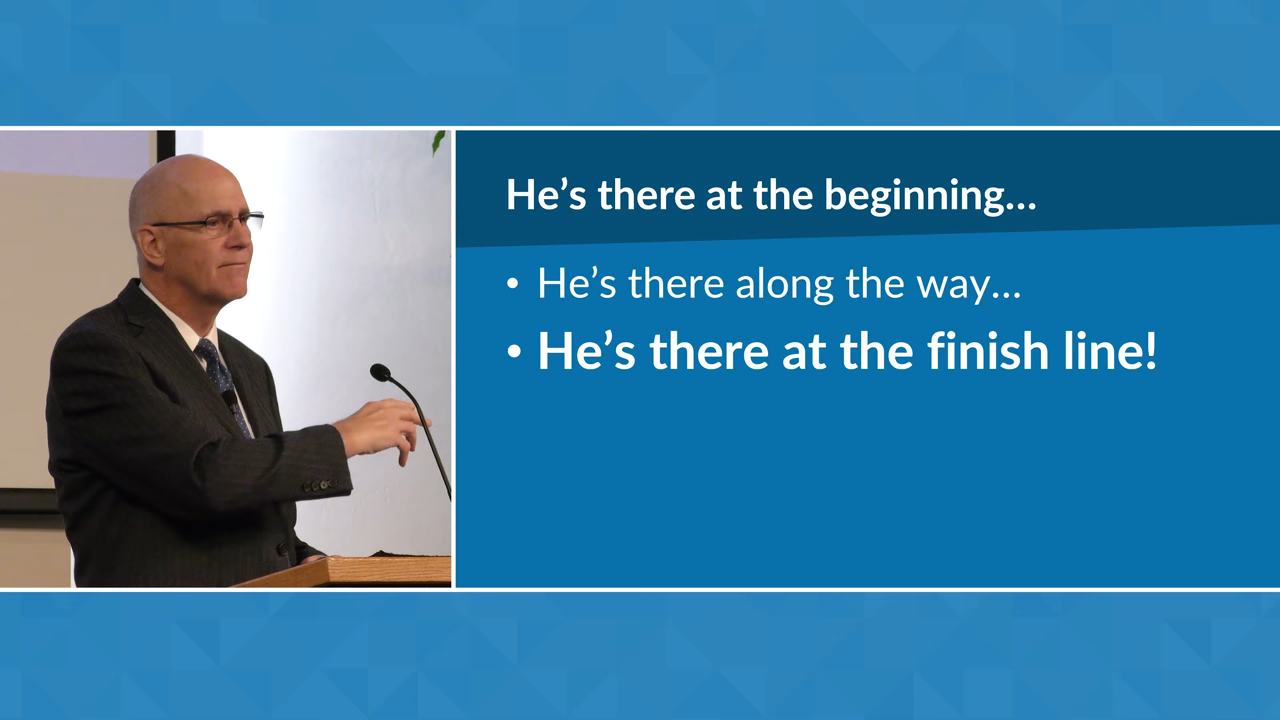 He’s there at the beginning…
• He’s there along the way…
• He’s there at the finish line!